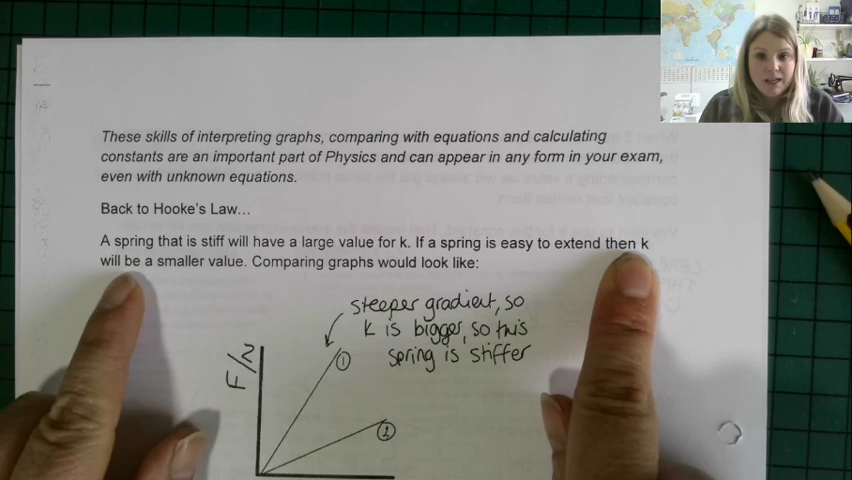 These skills of interpreting graphs, comparing with equations and calculating
constants are an important part of Physics and can appear in any form in your exam,
even with unknown equations.
Back to Hooke's Law...
A spring that is stiff will have a large value for k. If a spring is easy to extend then k
will be a smaller value. Comparing graphs would look like:
steeper gradient, so
k is bigger, so this
spring is stiffer
F/N
1
2